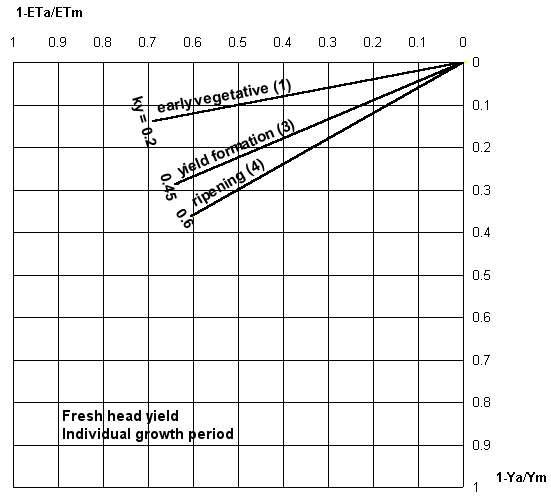 1-ETa/ETm
1 0.9 0.8 0.7 0.6 0.5 0.4 0.3 0.2 0.1 0
0
0.1
0.2
0.3
0.4
0.5
0.6
0.7
0.8
0.9
1
ky = 0.2
early vegetative (1)
0.45
yield formation (3)
0.6
ripening (4)
Fresh head yield
Individual growth period
1-Ya/Ym